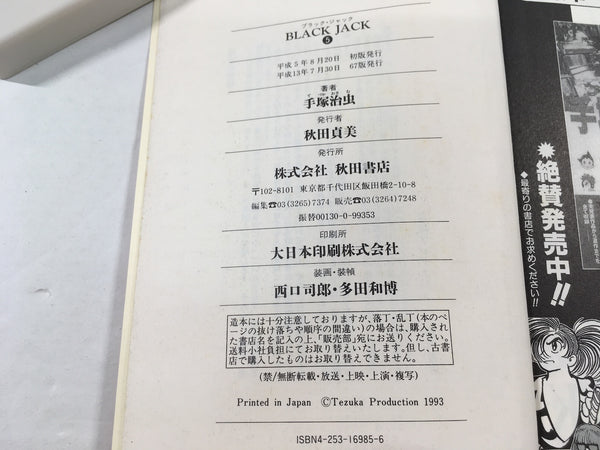 ブラック・ジャック
BLACK JACK
5
平成5年8月20日 初版発行
平成13年7月30日 67版発行
著者
手塚治虫
発行者
秋田貞美
発行所
株式会社 秋田書店
〒102-8101 東京都千代田区飯田橋2-10-8
編集☎03(3265)7374 販売☎03(3264)7248
振替00130-0-99353
印刷所
大日本印刷株式会社
装画・装幀
西口司郎・多田和博
造本には十分注意しておりますが、落丁・乱丁(本のペ
ージの抜け落ちや順序の間違い)の場合は、購入された
書店名を記入の上、「販売部」宛にお送りください。
送料小社負担にてお取り替えいたします。但し、古書
店で購入したものはお取り替えできません。
(禁/無断転載・放送・上映・上演・複写)
Printed in Japan ©Tezuka Production 1993
ISBN4-253-16985-6
絶賛発売中!!
●最寄りの書店でお求めください!!